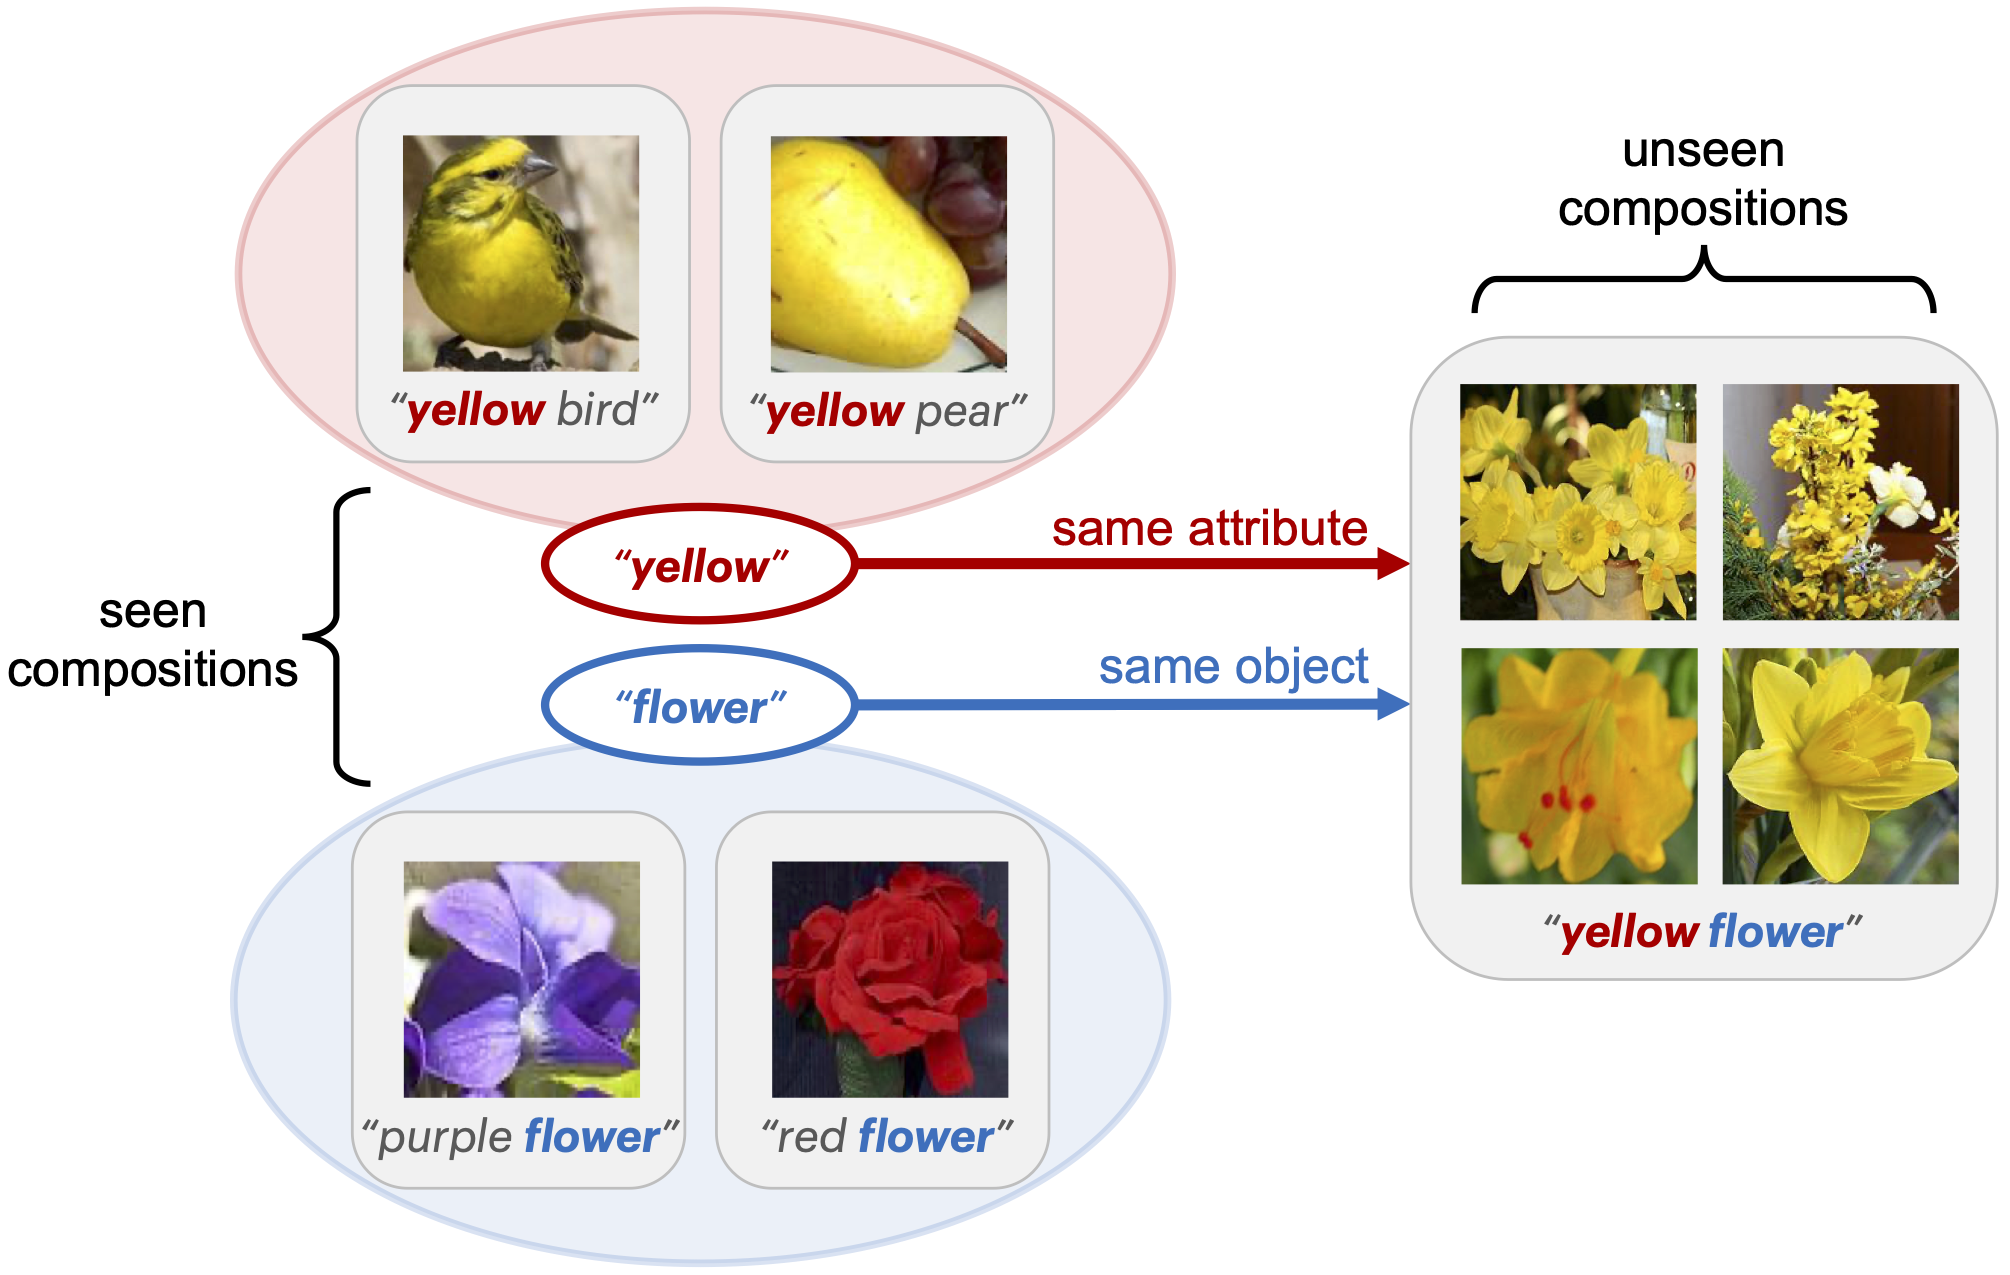 “yellow bird”
“yellow pear”
unseen
compositions
“yellow”
same attribute
seen
compositions
“flower”
same object
“yellow flower”
“purple flower”
“red flower”